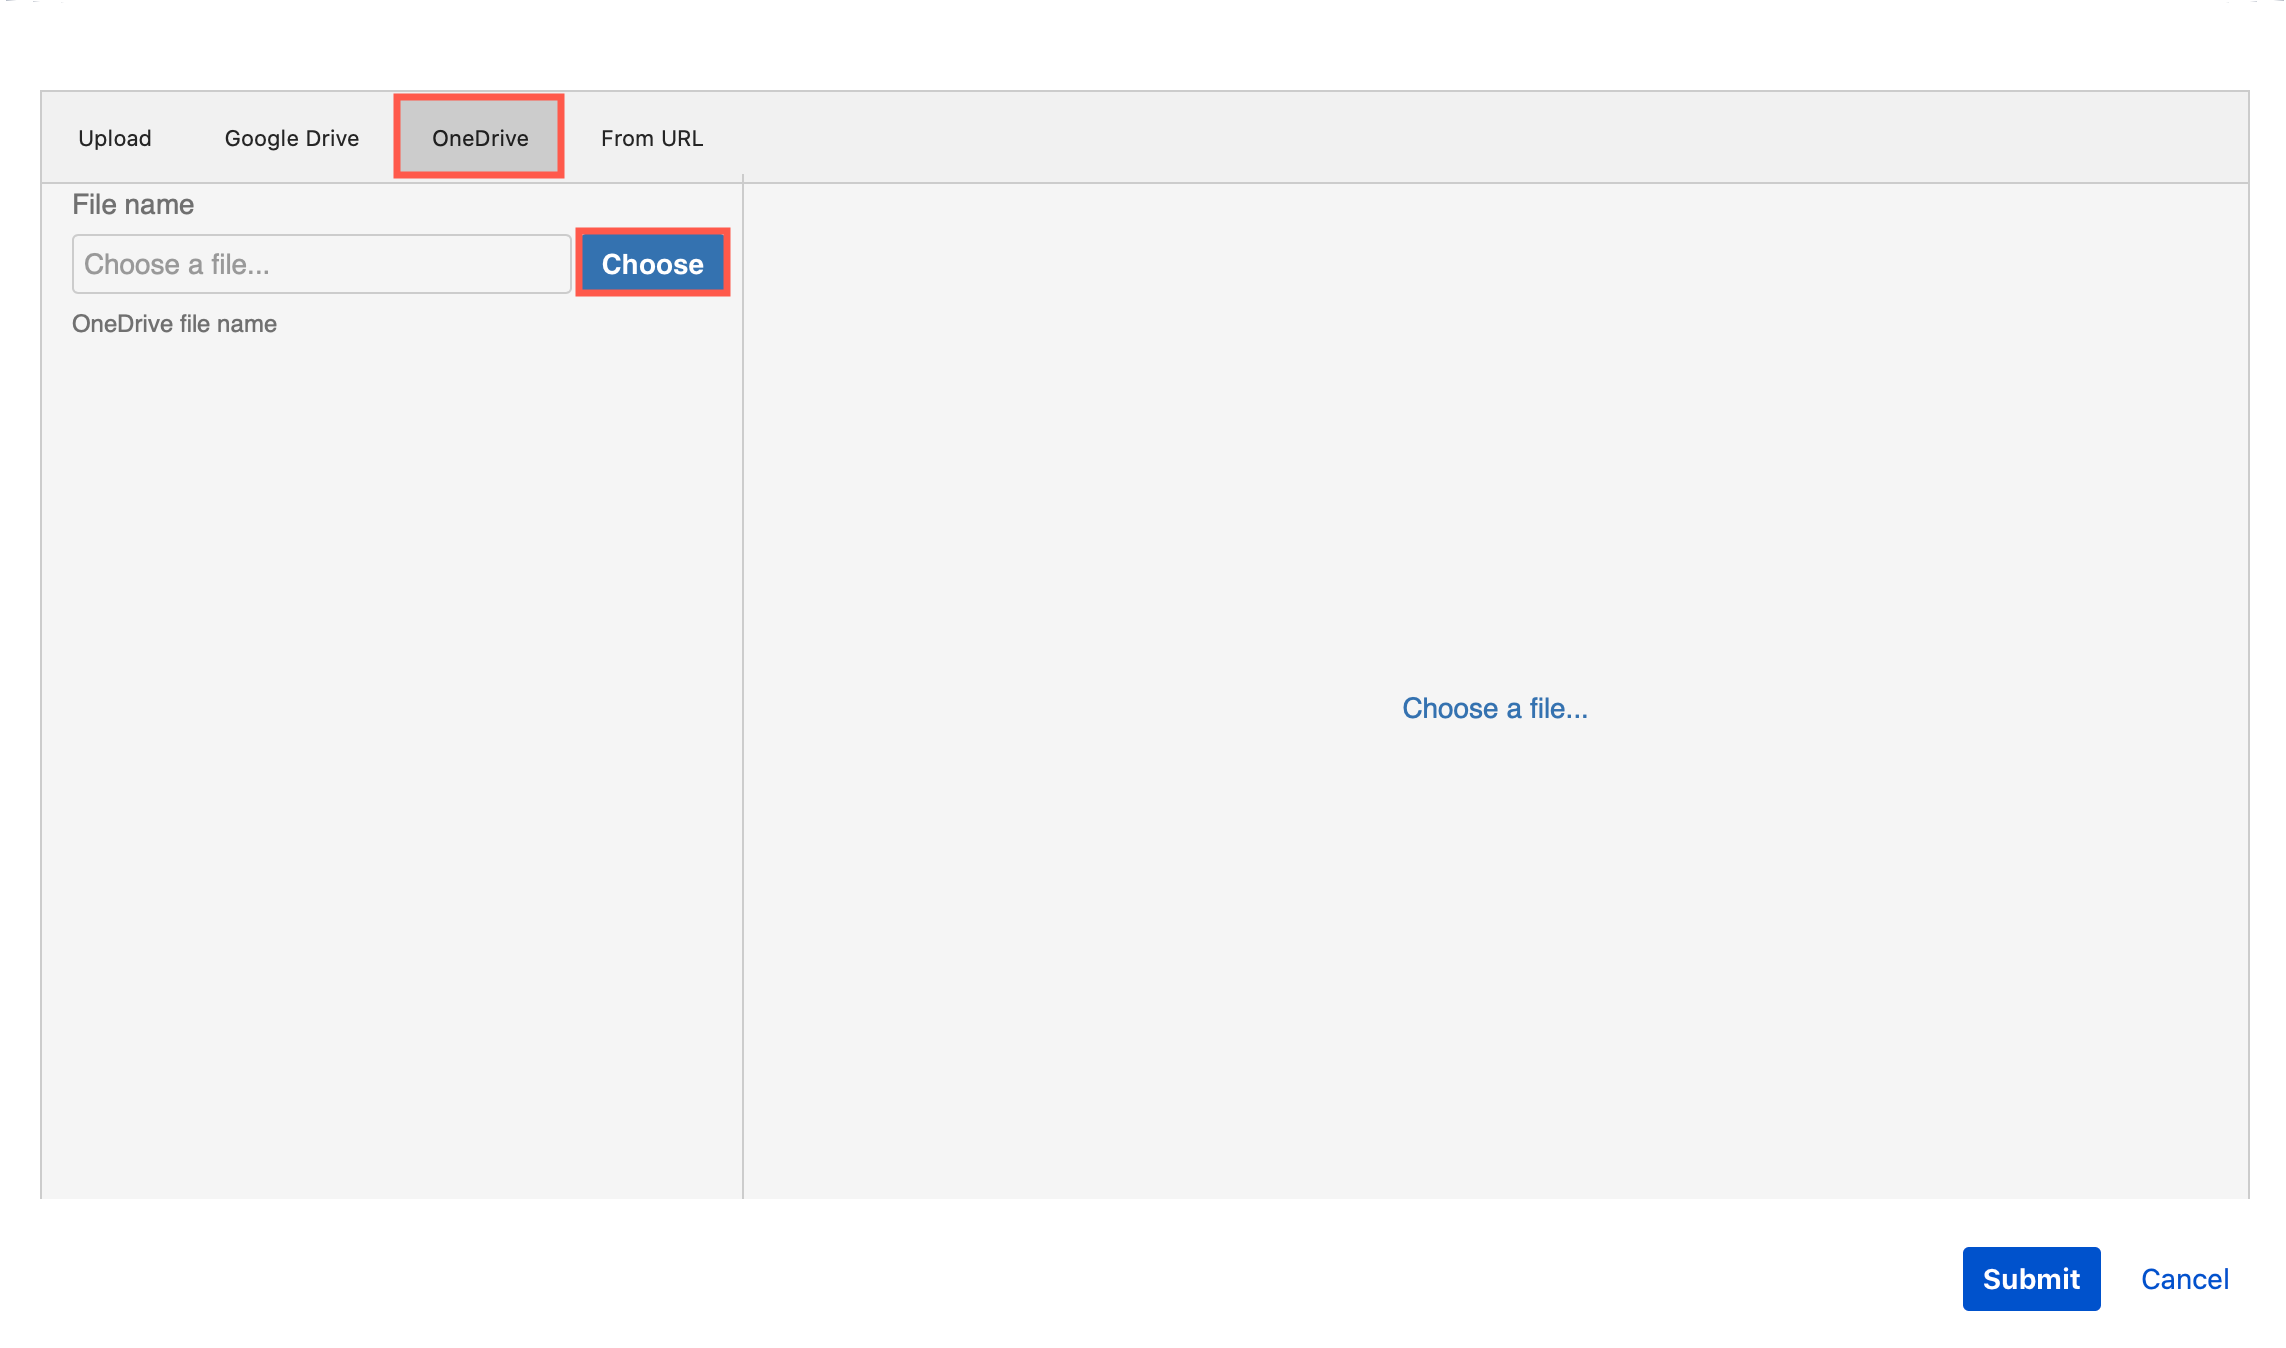 Upload Google Drive OneDrive From URL
File name
Choose a file... Choose
OneDrive file name
Choose a file...
Submit Cancel